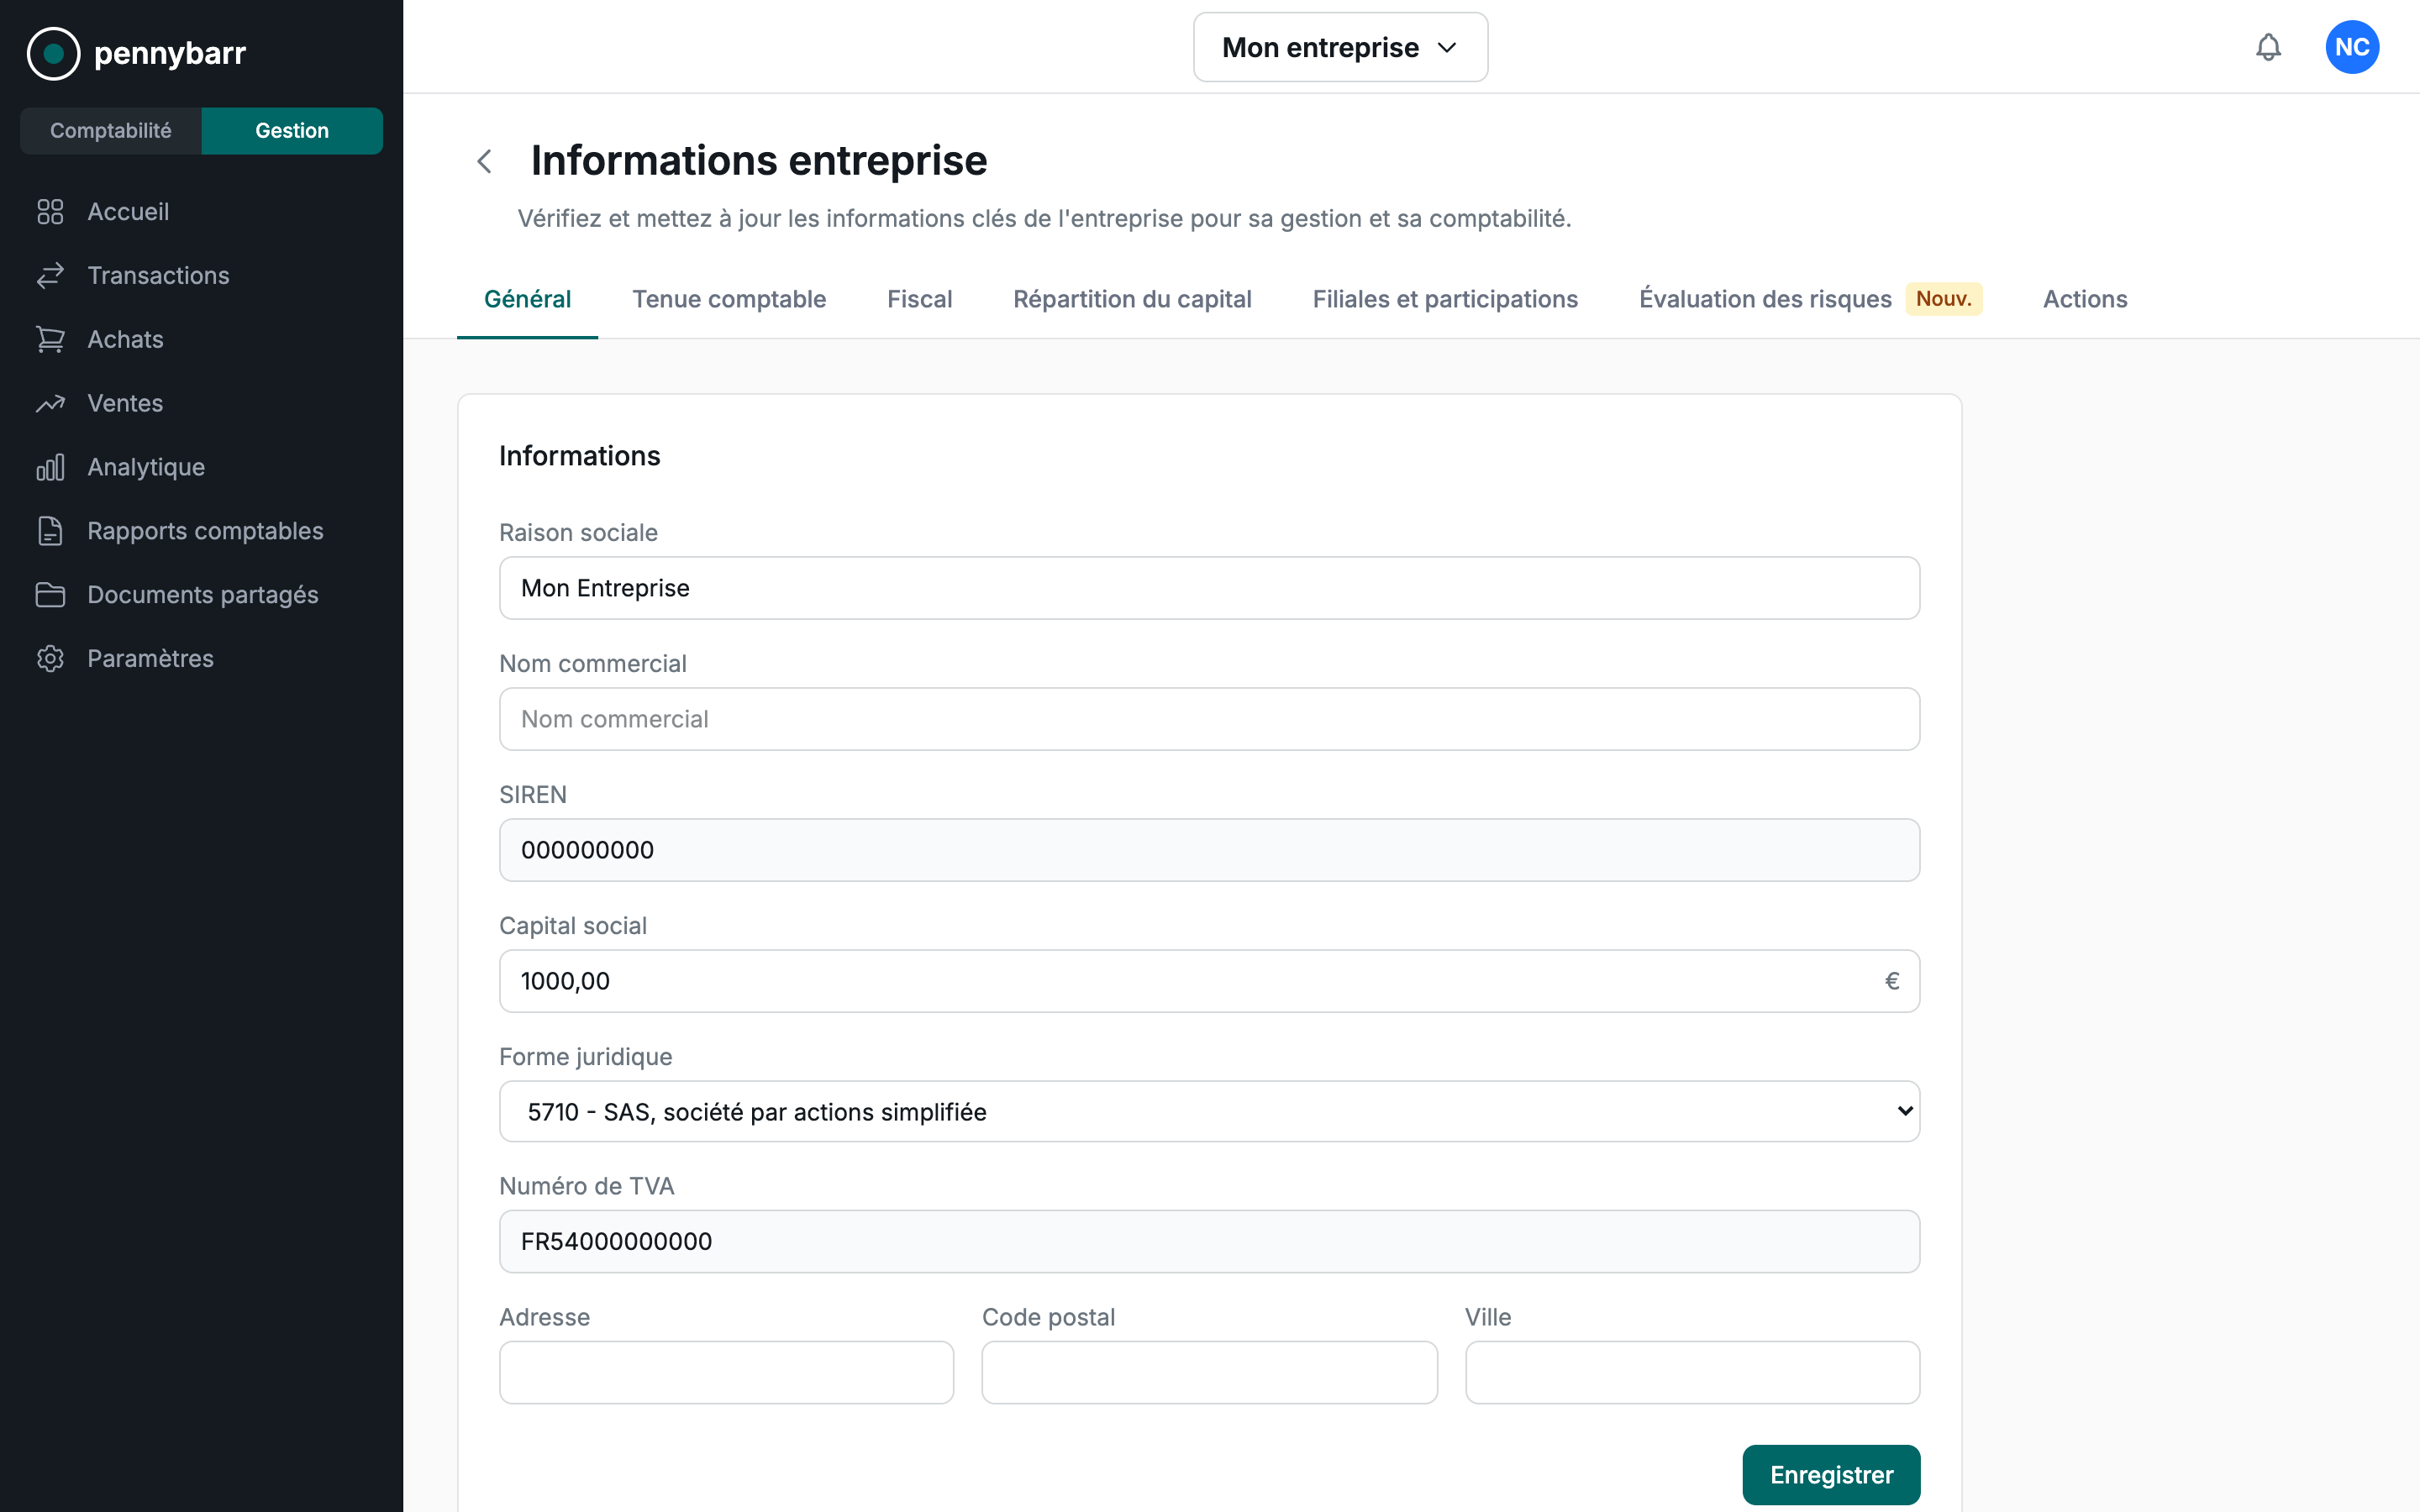 pennybarr
Comptabilité
Gestion
Accueil
Transactions
Achats
Ventes
Analytique
Rapports comptables
Documents partagés
Paramètres
Mon entreprise
NC
Informations entreprise
Vérifiez et mettez à jour les informations clés de l'entreprise pour sa gestion et sa comptabilité.
Général
Tenue comptable
Fiscal
Répartition du capital
Filiales et participations
Évaluation des risques Nouv.
Actions
Informations
Raison sociale
Mon Entreprise
Nom commercial
Nom commercial
SIREN
000000000
Capital social
1000,00 €
Forme juridique
5710 - SAS, société par actions simplifiée
Numéro de TVA
FR54000000000
Adresse
Code postal
Ville
Enregistrer